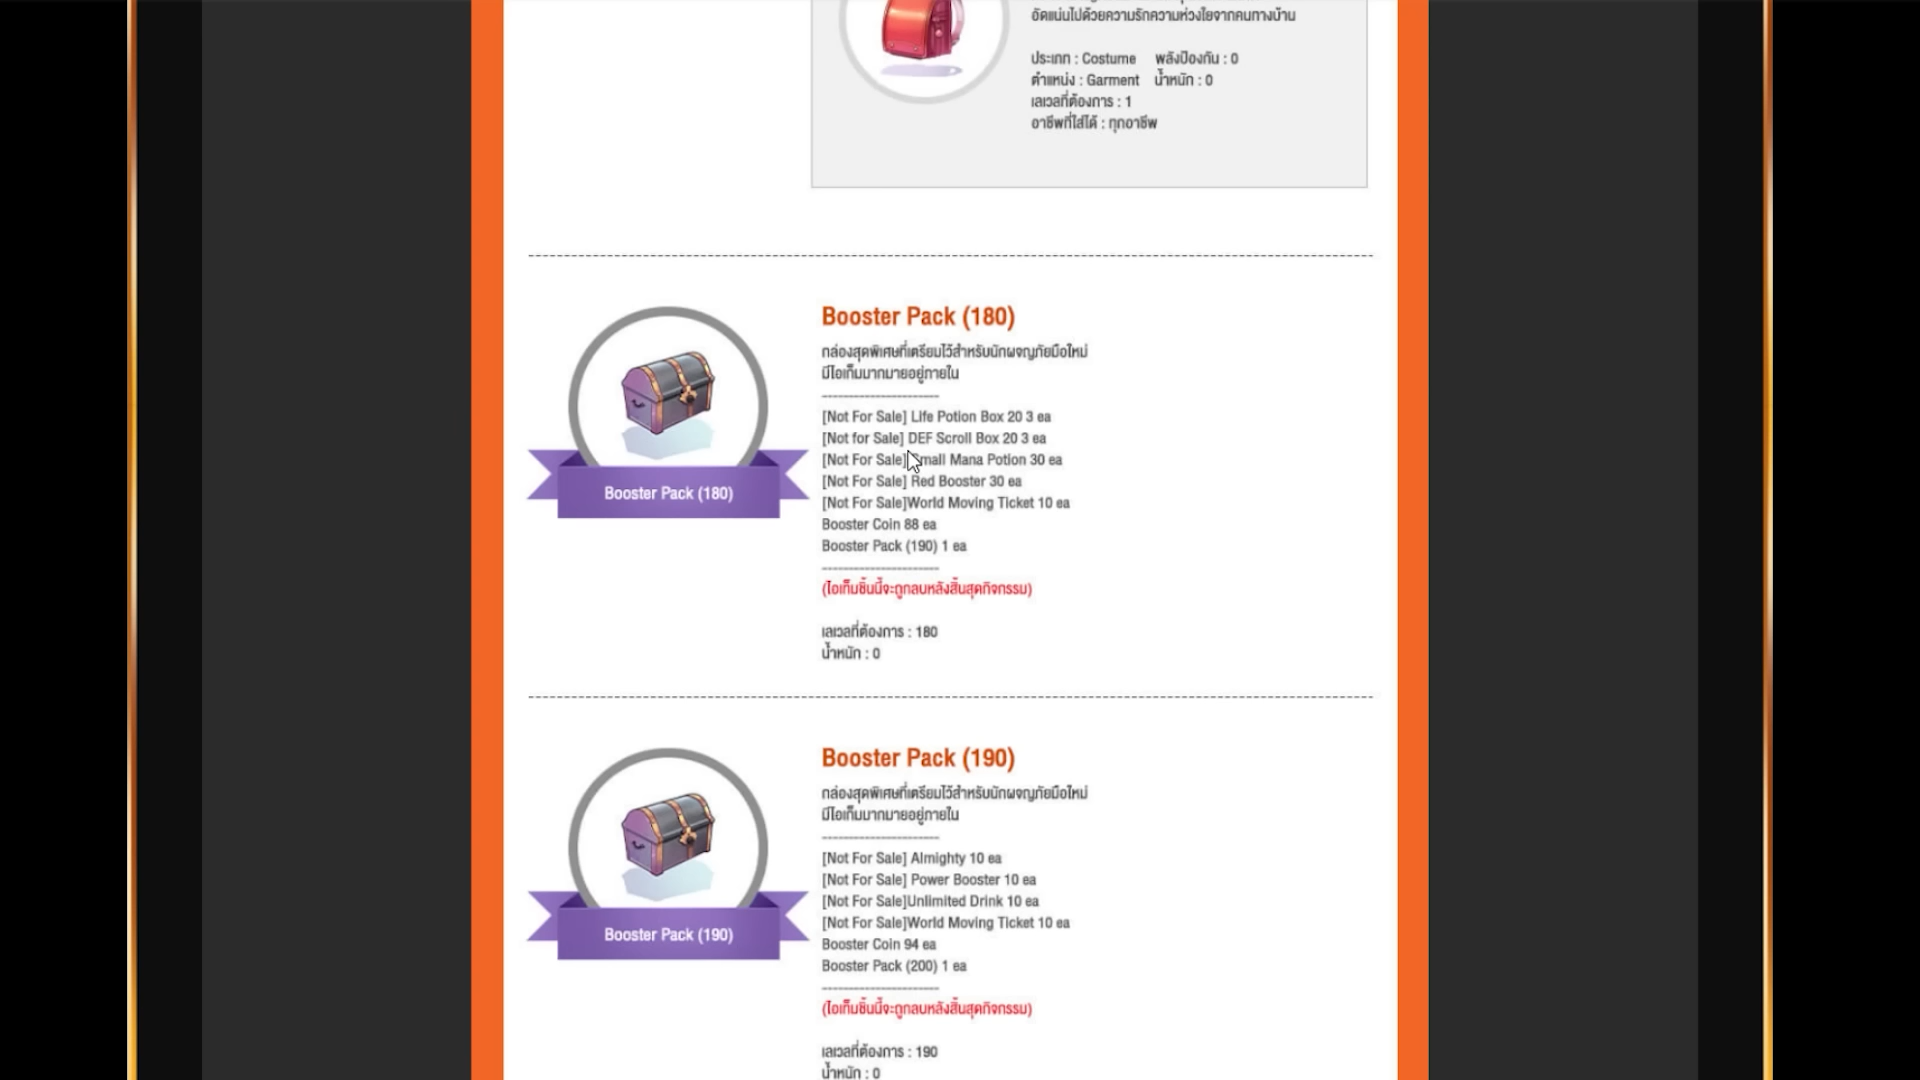 อัดแน่นไปด้วยความรักความห่วงใยจากคนทางบ้าน
ประเภท : Costume พลังป้องกัน : 0
ตำแหน่ง : Garment น้ำหนัก : 0
เลเวลที่ต้องการ : 1
อาชีพที่ใส่ได้ : ทุกอาชีพ
Booster Pack (180)
กล่องสุดพิเศษที่เตรียมไว้สำหรับนักผจญภัยมือใหม่
มีไอเท็มมากมายอยู่ภายใน
----------------------
[Not For Sale] Life Potion Box 20 3 ea
[Not for Sale] DEF Scroll Box 20 3 ea
[Not For Sale] Small Mana Potion 30 ea
[Not For Sale] Red Booster 30 ea
[Not For Sale]World Moving Ticket 10 ea
Booster Coin 88 ea
Booster Pack (190) 1 ea
----------------------
(ไอเท็มชิ้นนี้จะถูกลบหลังสิ้นสุดกิจกรรม)
เลเวลที่ต้องการ : 180
น้ำหนัก : 0
Booster Pack (180)
Booster Pack (190)
กล่องสุดพิเศษที่เตรียมไว้สำหรับนักผจญภัยมือใหม่
มีไอเท็มมากมายอยู่ภายใน
----------------------
[Not For Sale] Almighty 10 ea
[Not For Sale] Power Booster 10 ea
[Not For Sale]Unlimited Drink 10 ea
[Not For Sale]World Moving Ticket 10 ea
Booster Coin 94 ea
Booster Pack (200) 1 ea
----------------------
(ไอเท็มชิ้นนี้จะถูกลบหลังสิ้นสุดกิจกรรม)
เลเวลที่ต้องการ : 190
น้ำหนัก : 0
Booster Pack (190)